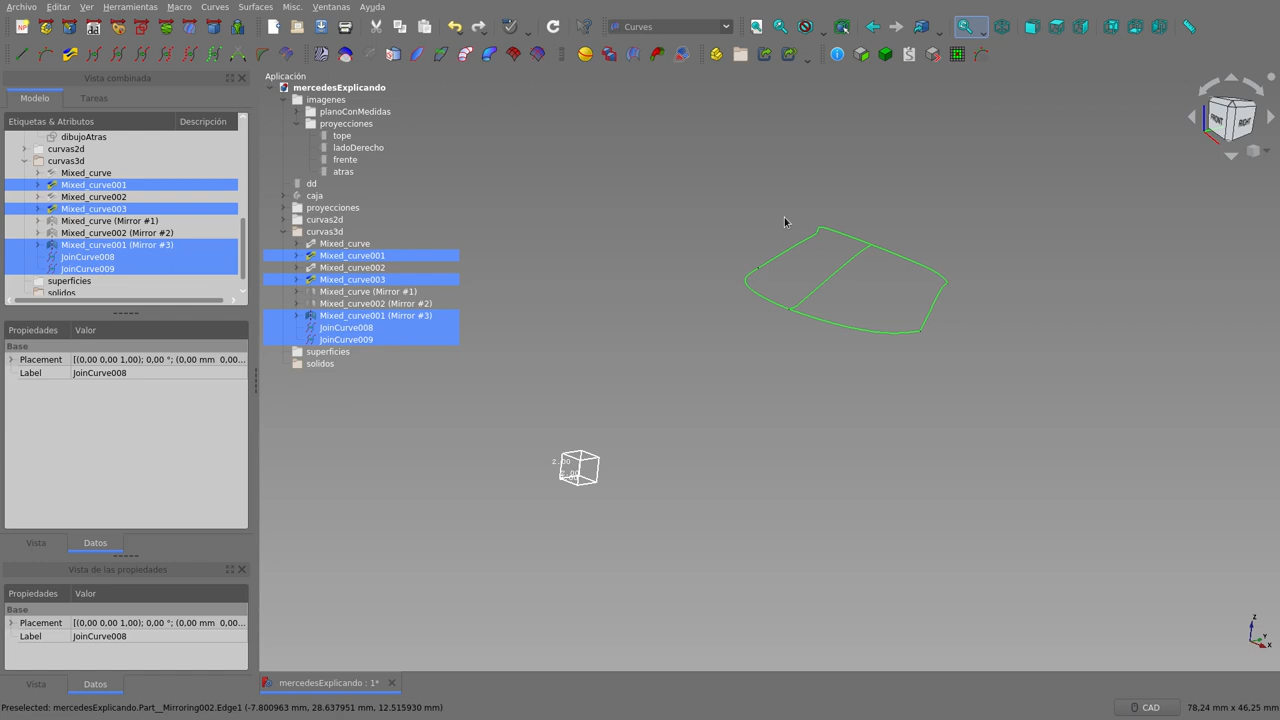 Archivo Editar Ver Herramientas Macro Curves Surfaces Misc. Ventanas Ayuda
Curves
Vista combinada
Modelo Tareas
Etiquetas & Atributos Descripción
dibujoAtras
curvas2d
curvas3d
Mixed_curve
Mixed_curve001
Mixed_curve002
Mixed_curve003
Mixed_curve (Mirror #1)
Mixed_curve002 (Mirror #2)
Mixed_curve001 (Mirror #3)
JoinCurve008
JoinCurve009
superficies
solidos
Propiedades Valor
Base
Placement [(0,00 0,00 1,00); 0,00 °; (0,00 mm 0,00...
Label JoinCurve008
Vista Datos
Vista de las propiedades
Propiedades Valor
Base
Placement [(0,00 0,00 1,00); 0,00 °; (0,00 mm 0,00...
Label JoinCurve008
Vista Datos
Aplicación
mercedesExplicando
imagenes
planoConMedidas
proyecciones
tope
ladoDerecho
frente
atras
dd
caja
proyecciones
curvas2d
curvas3d
Mixed_curve
Mixed_curve001
Mixed_curve002
Mixed_curve003
Mixed_curve (Mirror #1)
Mixed_curve002 (Mirror #2)
Mixed_curve001 (Mirror #3)
JoinCurve008
JoinCurve009
superficies
solidos
FRONT RIGHT
2.00
2.00
Z
Y
X
mercedesExplicando : 1*
Preselected: mercedesExplicando.Part__Mirroring002.Edge1 (-7.800963 mm, 28.637951 mm, 12.515930 mm)
CAD
78,24 mm x 46,25 mm